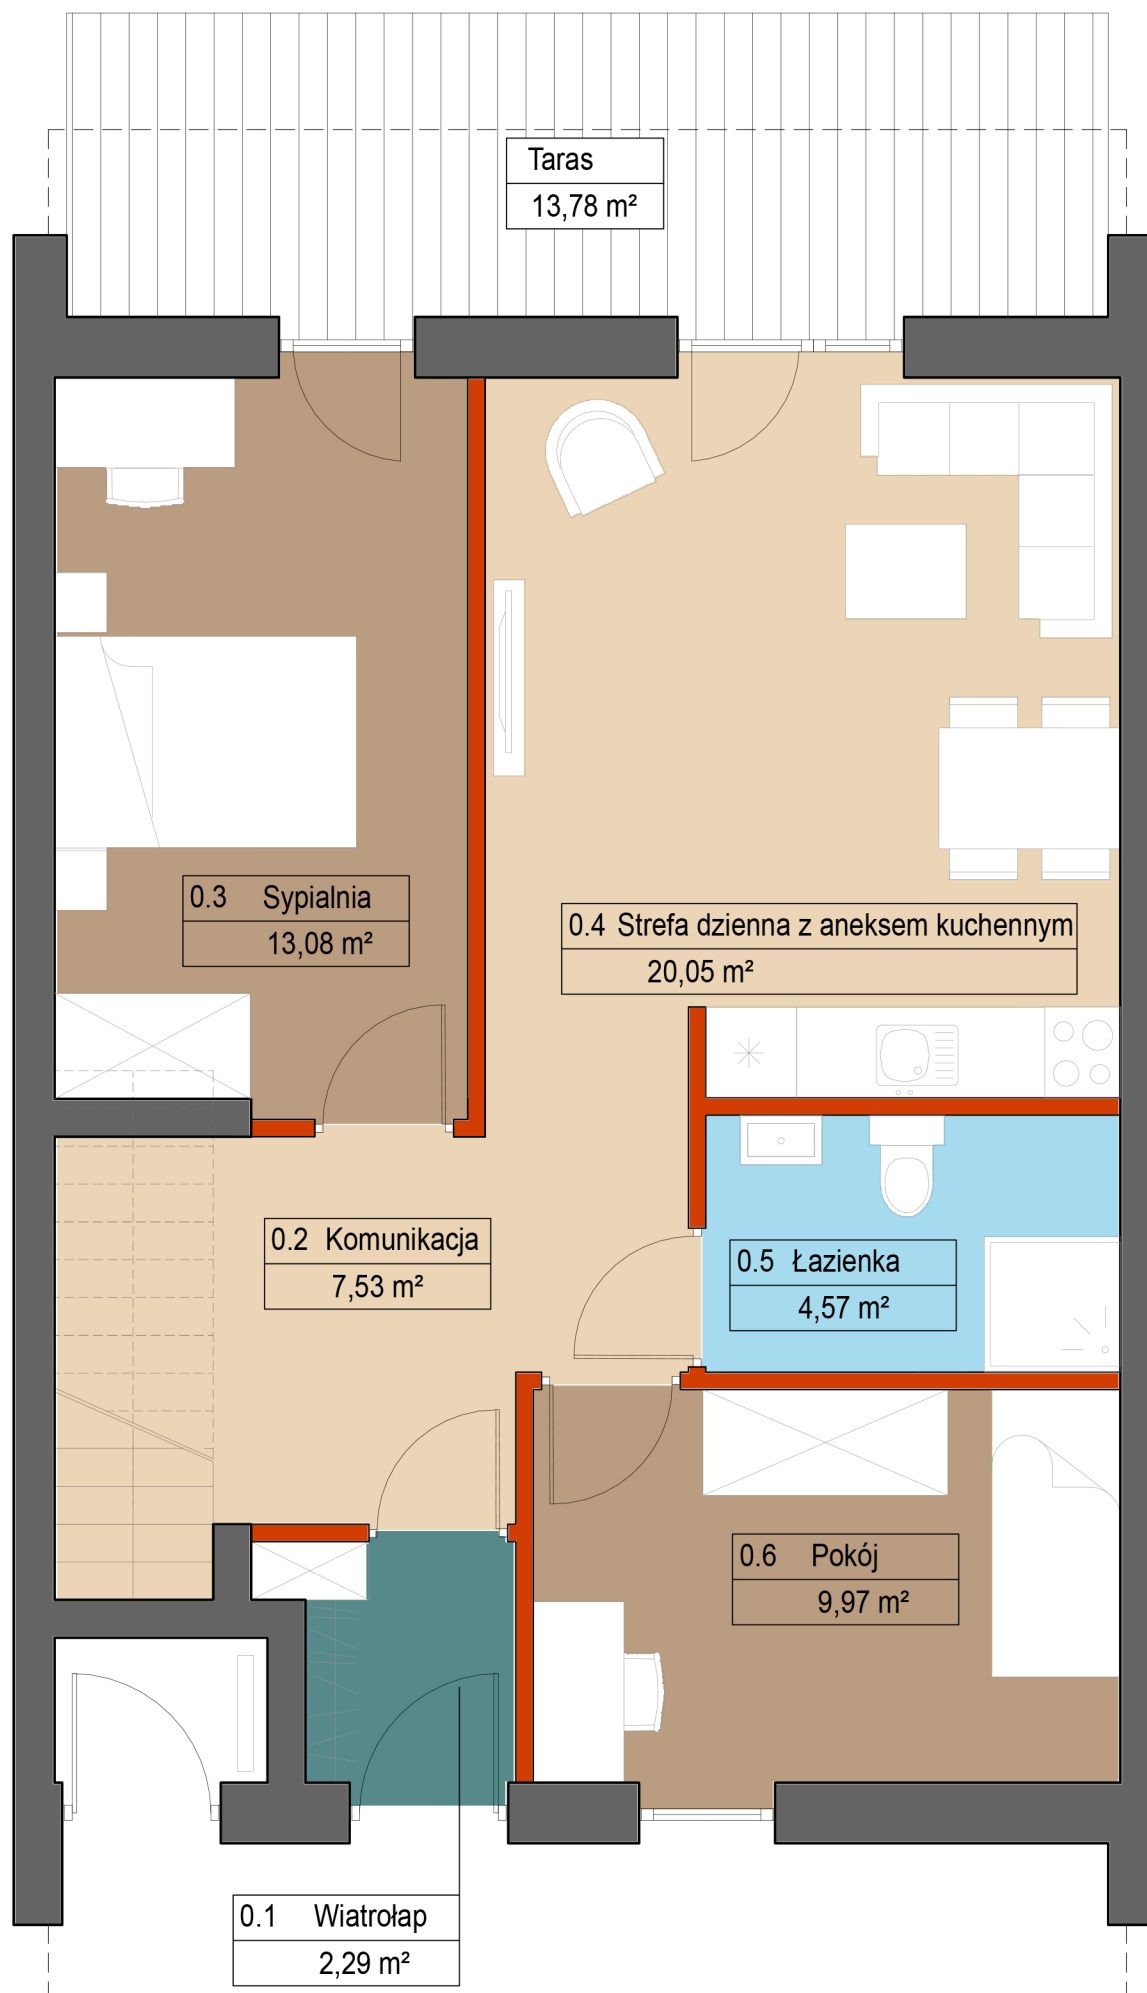 Taras
13,78 m²
0.3 Sypialnia
13,08 m²
0.4 Strefa dzienna z aneksem kuchennym
20,05 m²
0.2 Komunikacja
7,53 m²
0.5 Łazienka
4,57 m²
0.6 Pokój
9,97 m²
0.1 Wiatrołap
2,29 m²